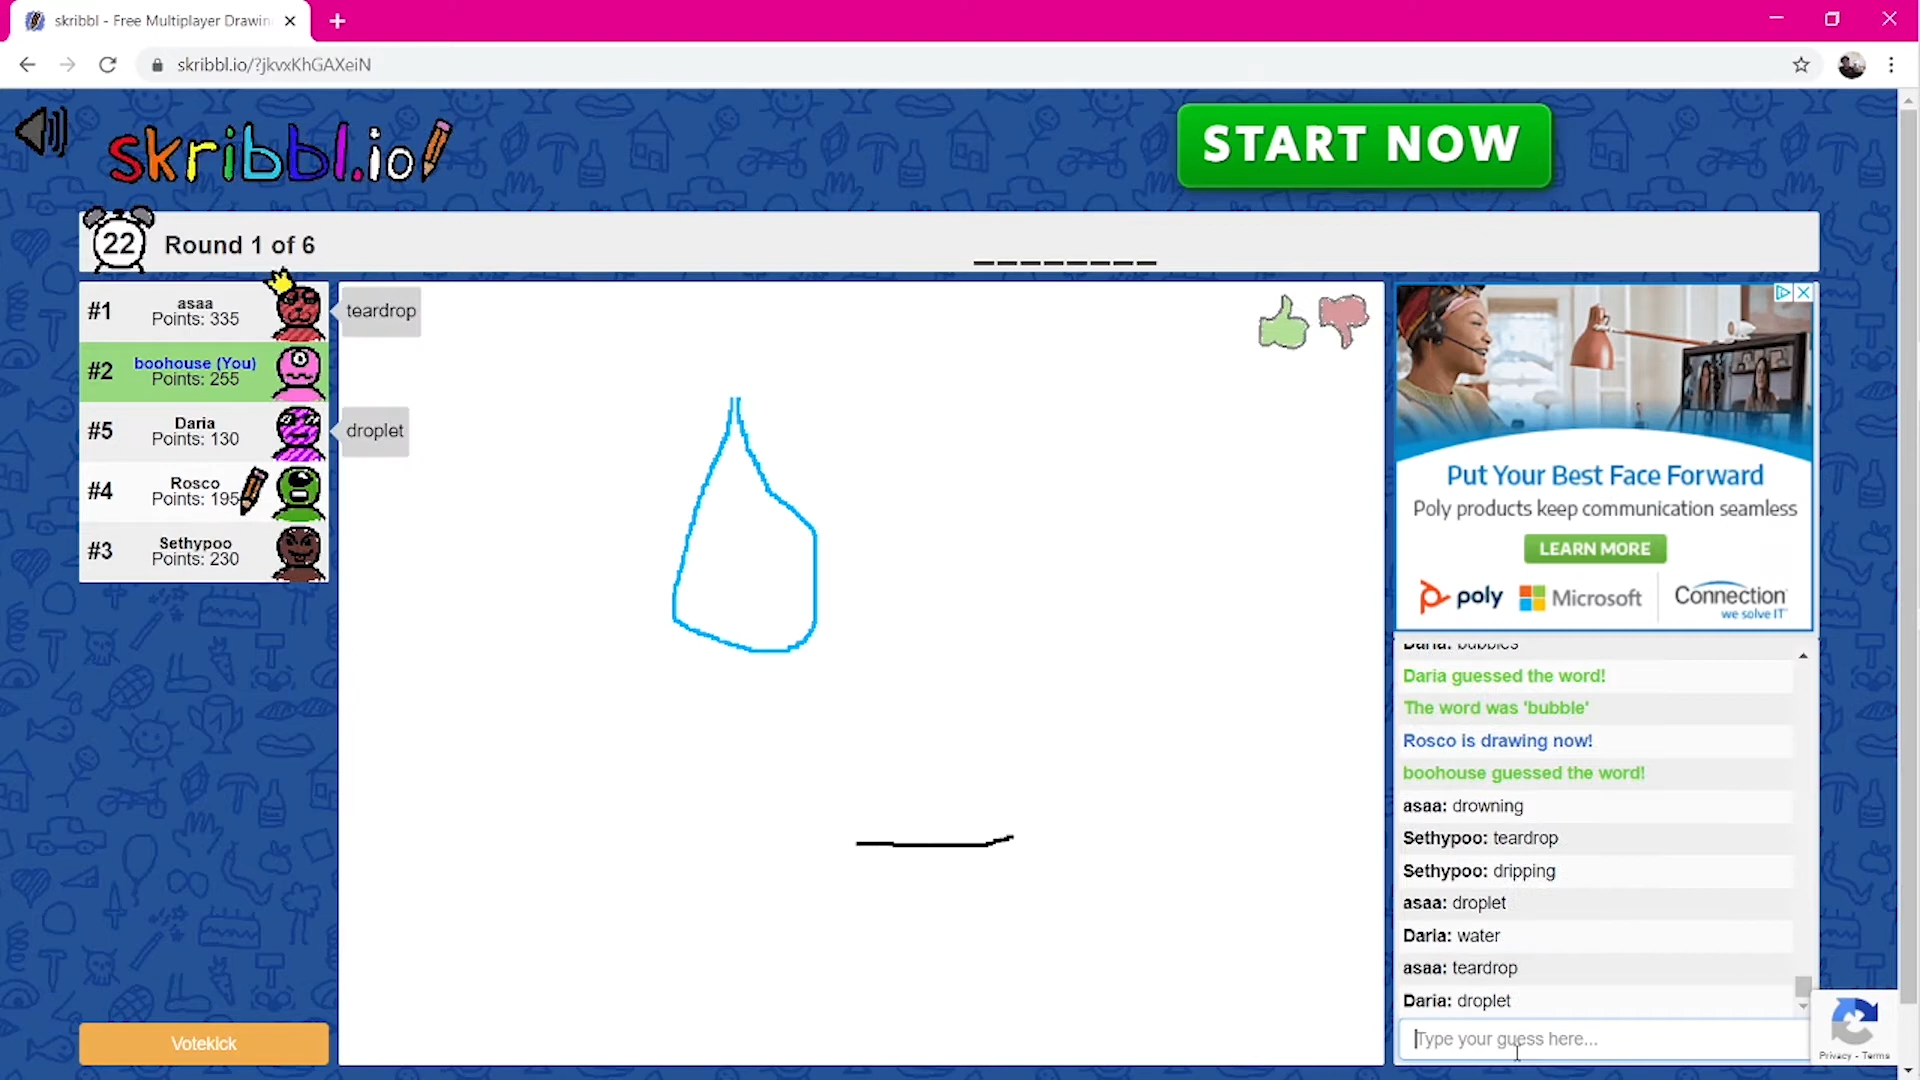 skribbl - Free Multiplayer Drawin
skribbl.io/?jkvxKhGAXeiN
skribbl.io
START NOW
22
Round 1 of 6
________
#1
asaa
Points: 335
teardrop
#2
boohouse (You)
Points: 255
#5
Daria
Points: 130
droplet
#4
Rosco
Points: 195
#3
Sethypoo
Points: 230
Votekick
Put Your Best Face Forward
Poly products keep communication seamless
LEARN MORE
poly
Microsoft
Connection
we solve IT
Daria: bubbles
Daria guessed the word!
The word was 'bubble'
Rosco is drawing now!
boohouse guessed the word!
asaa: drowning
Sethypoo: teardrop
Sethypoo: dripping
asaa: droplet
Daria: water
asaa: teardrop
Daria: droplet
Type your guess here...
Privacy - Terms